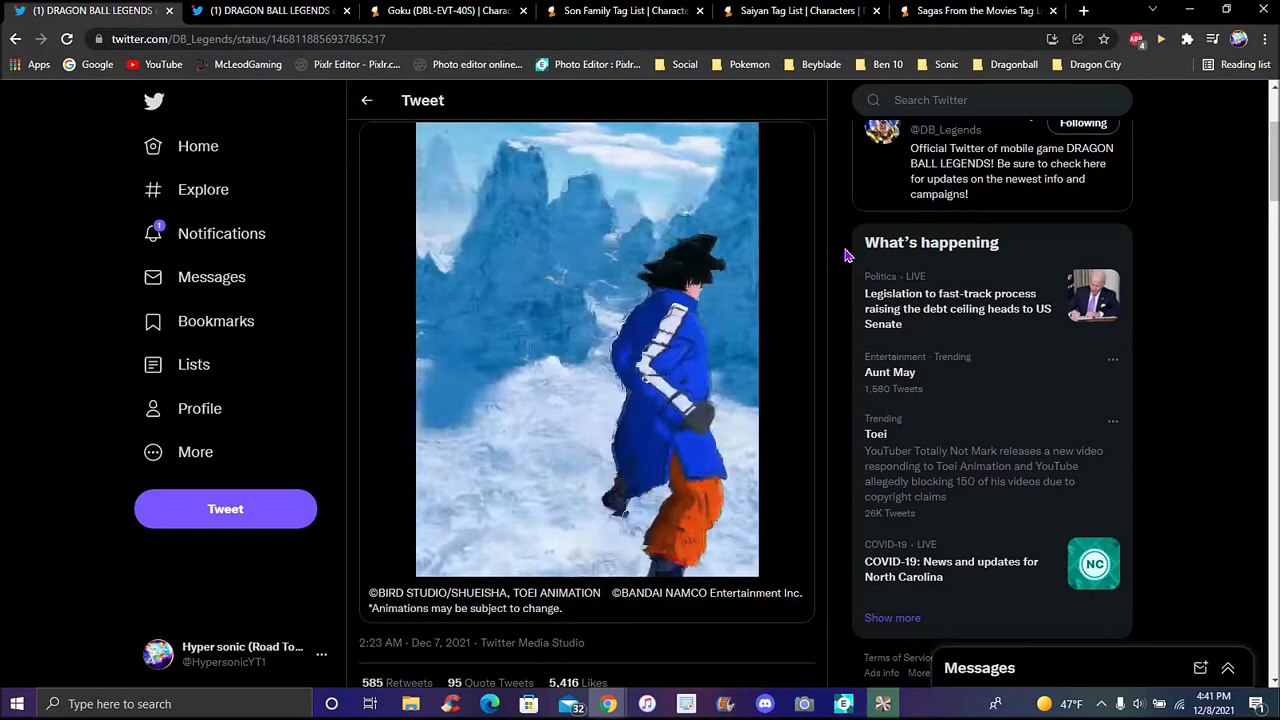 (1) DRAGON BALL LEGENDS
(1) DRAGON BALL LEGENDS
Goku (DBL-EVT-40S) | Charac
Son Family Tag List | Characte
Saiyan Tag List | Characters |
Sagas From the Movies Tag L
twitter.com/DB_Legends/status/1468118856937865217
4
Apps
Google
YouTube
McLeodGaming
Pixlr Editor : Pixlr.c...
Photo editor online...
Photo Editor : Pixlr...
Social
Pokemon
Beyblade
Ben 10
Sonic
Dragonball
Dragon City
Reading list
Home
Explore
1
Notifications
Messages
Bookmarks
Lists
Profile
More
Tweet
Hyper sonic (Road To...
@HypersonicYT1
Tweet
©BIRD STUDIO/SHUEISHA, TOEI ANIMATION ©BANDAI NAMCO Entertainment Inc.
*Animations may be subject to change.
2:23 AM · Dec 7, 2021 · Twitter Media Studio
585 Retweets 95 Quote Tweets 5,416 Likes
Search Twitter
@DB_Legends
Following
Official Twitter of mobile game DRAGON
BALL LEGENDS! Be sure to check here
for updates on the newest info and
campaigns!
What's happening
Politics · LIVE
Legislation to fast-track process
raising the debt ceiling heads to US
Senate
Entertainment · Trending
Aunt May
1,580 Tweets
Trending
Toei
YouTuber Totally Not Mark releases a new video
responding to Toei Animation and YouTube
allegedly blocking 150 of his videos due to
copyright claims
26K Tweets
COVID-19 · LIVE
COVID-19: News and updates for
North Carolina
NC
Show more
Terms of Service
Ad info More
Messages
Type here to search
32
47°F
4:41 PM
12/8/2021
1